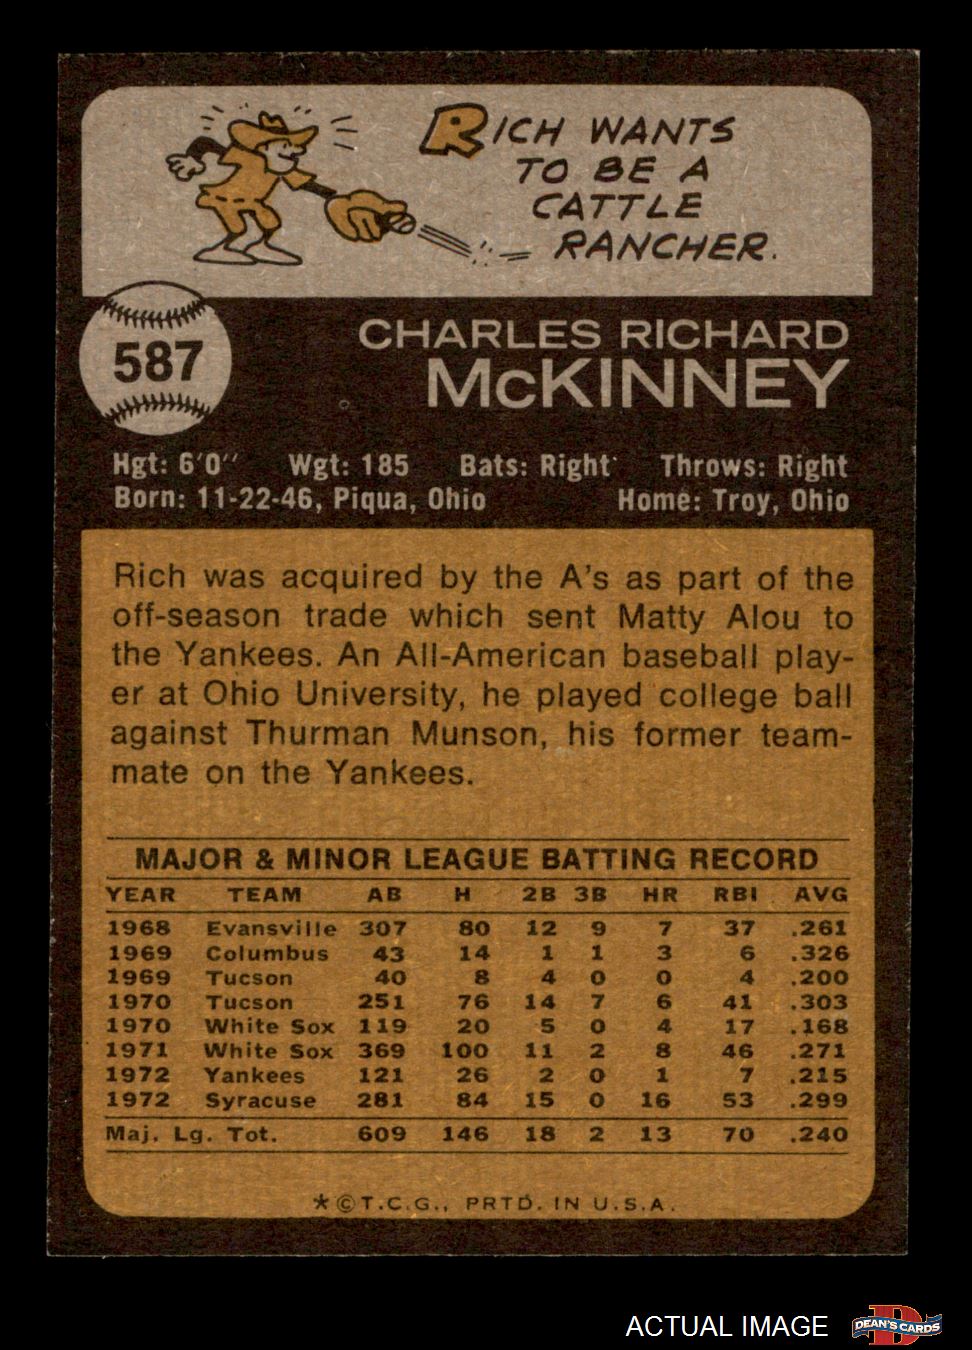 RICH WANTS
TO BE A
CATTLE
RANCHER.
587
CHARLES RICHARD
McKINNEY
Hgt: 6'0" Wgt: 185 Bats: Right Throws: Right
Born: 11-22-46, Piqua, Ohio Home: Troy, Ohio
Rich was acquired by the A's as part of the
off-season trade which sent Matty Alou to
the Yankees. An All-American baseball play-
er at Ohio University, he played college ball
against Thurman Munson, his former team-
mate on the Yankees.
MAJOR & MINOR LEAGUE BATTING RECORD
YEAR TEAM AB H 2B 3B HR RBI AVG
1968 Evansville 307 80 12 9 7 37 .261
1969 Columbus 43 14 1 1 3 6 .326
1969 Tucson 40 8 4 0 0 4 .200
1970 Tucson 251 76 14 7 6 41 .303
1970 White Sox 119 20 5 0 4 17 .168
1971 White Sox 369 100 11 2 8 46 .271
1972 Yankees 121 26 2 0 1 7 .215
1972 Syracuse 281 84 15 0 16 53 .299
Maj. Lg. Tot. 609 146 18 2 13 70 .240
*©T.C.G., PRTD. IN U.S.A.
ACTUAL IMAGE
D
DEAN'S CARDS